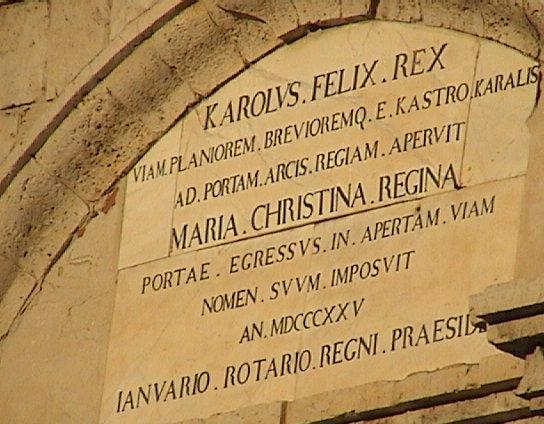 KAROLVS.FELIX.REX
VIAM.PLANIOREM.BREVIOREMQ.E.KASTRO.KARALIS
AD.PORTAM.ARCIS.REGIAM.APERVIT
MARIA.CHRISTINA.REGINA
PORTAE.EGRESSVS.IN.APERTAM.VIAM
NOMEN.SVVM.IMPOSVIT
AN.MDCCCXXV
IANVARIO.ROTARIO.REGNI.PRAESIDE